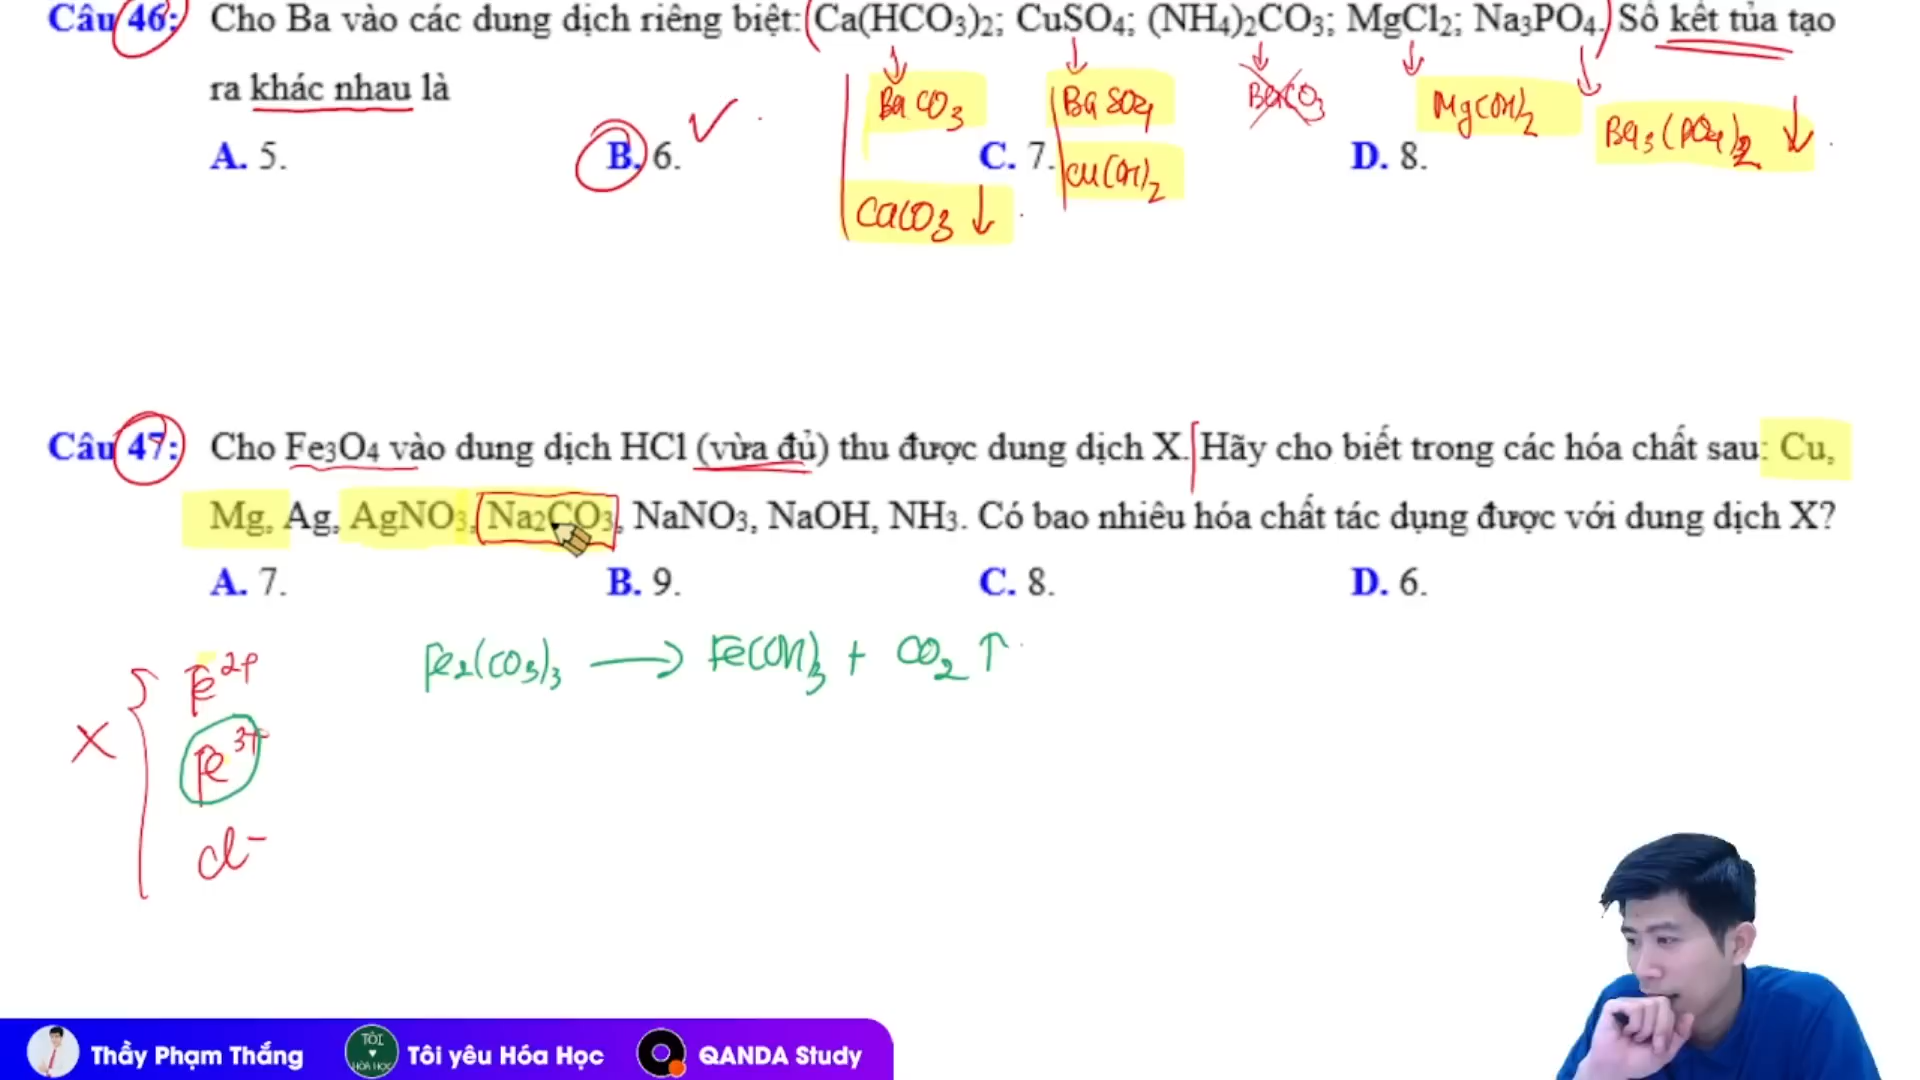 Câu 46: Cho Ba vào các dung dịch riêng biệt: Ca(HCO3)2; CuSO4; (NH4)2CO3; MgCl2; Na3PO4. Số kết tủa tạo
ra khác nhau là
BaCO3 BaSO4 BaCO3 Mg(OH)2 Ba3(PO4)2 ↓
A. 5. B. 6. ✓ C. 7. D. 8.
Cu(OH)2
CaCO3 ↓
Câu 47: Cho Fe3O4 vào dung dịch HCl (vừa đủ) thu được dung dịch X. Hãy cho biết trong các hóa chất sau: Cu,
Mg, Ag, AgNO3, Na2CO3, NaNO3, NaOH, NH3. Có bao nhiêu hóa chất tác dụng được với dung dịch X?
A. 7. B. 9. C. 8. D. 6.
Fe2(CO3)3 → Fe(OH)3 + CO2 ↑
X { Fe2+
Fe3+
Cl-
Thầy Phạm Thắng TÔI ♥ HÓA HỌC Tôi yêu Hóa Học QANDA Study